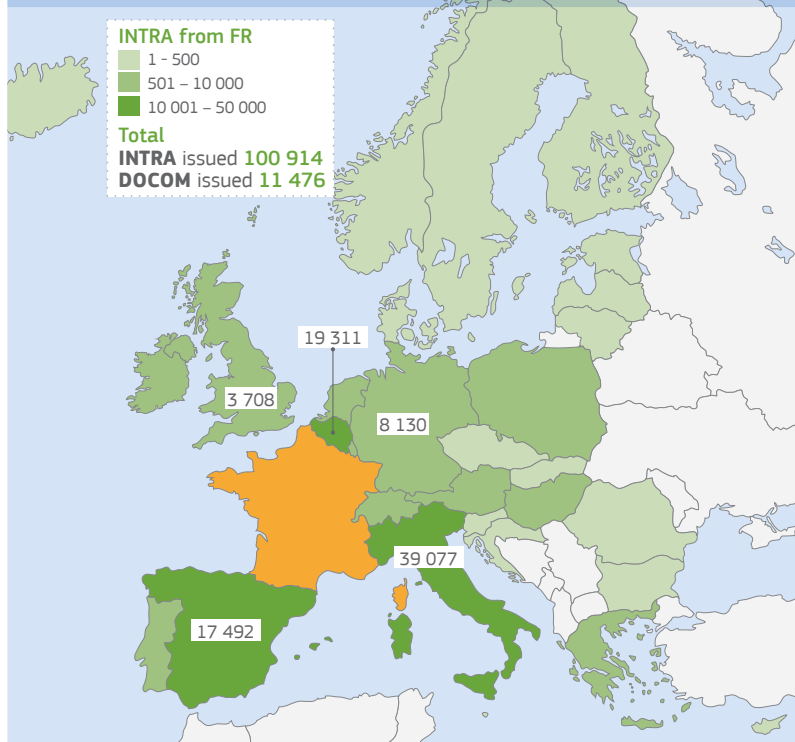 INTRA from FR
1 - 500
501 – 10 000
10 001 – 50 000
Total
INTRA issued 100 914
DOCOM issued 11 476
19 311
3 708
8 130
39 077
17 492